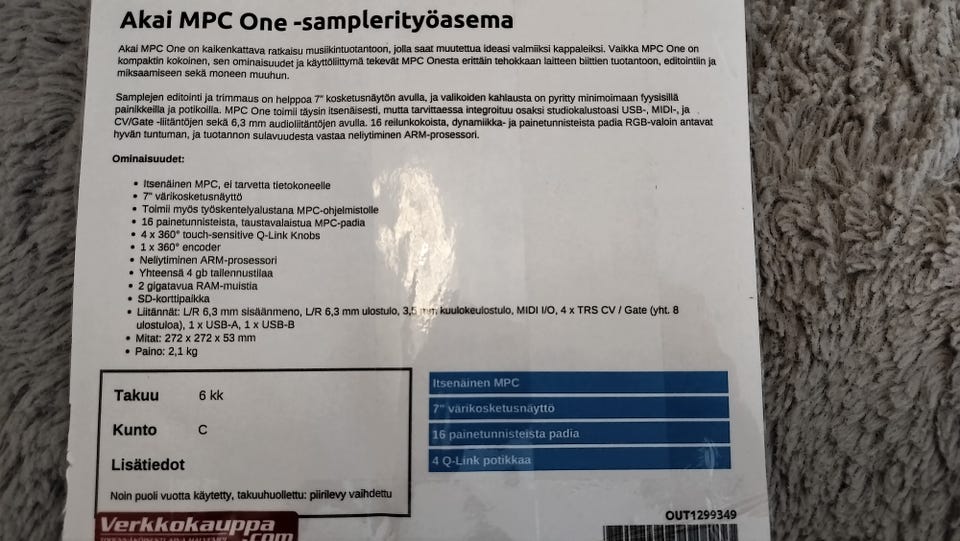 Akai MPC One -samplerityöasema
Akai MPC One on kaikenkattava ratkaisu musiikintuotantoon, jolla saat muutettua ideasi valmiiksi kappaleiksi. Vaikka MPC One on
kompaktin kokoinen, sen ominaisuudet ja käyttöliittymä tekevät MPC Onesta erittäin tehokkaan laitteen biittien tuotantoon, editointiin ja
miksaamiseen sekä moneen muuhun.
Samplejen editointi ja trimmaus on helppoa 7" kosketusnäytön avulla, ja valikoiden kahlausta on pyritty minimoimaan fyysisillä
painikkeilla ja potikoilla. MPC One toimii täysin itsenäisesti, mutta tarvittaessa integroituu osaksi studiokalustoasi USB-, MIDI-, ja
CV/Gate -liitäntöjen sekä 6,3 mm audioliitäntöjen avulla. 16 reilunkokoista, dynamiikka- ja painetunnisteista padia RGB-valoin antavat
hyvän tuntuman, ja tuotannon sulavuudesta vastaa neliytiminen ARM-prosessori.
Ominaisuudet:
• Itsenäinen MPC, ei tarvetta tietokoneelle
• 7" värikosketusnäyttö
• Toimii myös työskentelyalustana MPC-ohjelmistolle
• 16 painetunnisteista, taustavalaistua MPC-padia
• 4 x 360° touch-sensitive Q-Link Knobs
• 1 x 360° encoder
• Neliytiminen ARM-prosessori
• Yhteensä 4 gb tallennustilaa
• 2 gigatavua RAM-muistia
• SD-korttipaikka
• Liitännät: L/R 6,3 mm sisäänmeno, L/R 6,3 mm ulostulo, 3,5 mm kuulokeulostulo, MIDI I/O, 4 x TRS CV / Gate (yht. 8
ulostuloa), 1 x USB-A, 1 x USB-B
• Mitat: 272 x 272 x 53 mm
• Paino: 2,1 kg
Takuu 6 kk
Kunto C
Lisätiedot
Noin puoli vuotta käytetty, takuuhuollettu: piirilevy vaihdettu
Itsenäinen MPC
7" värikosketusnäyttö
16 painetunnisteista padia
4 Q-Link potikkaa
OUT1299349
Verkkokauppa
.com